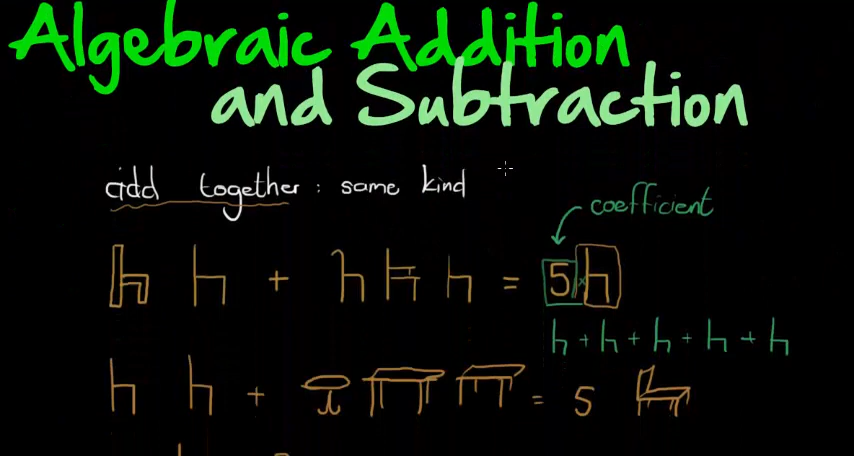 Algebraic Addition
and Subtraction
add together : same kind
coefficient
h h + h h h = 5 × h
h + h + h + h + h
h h + = 5